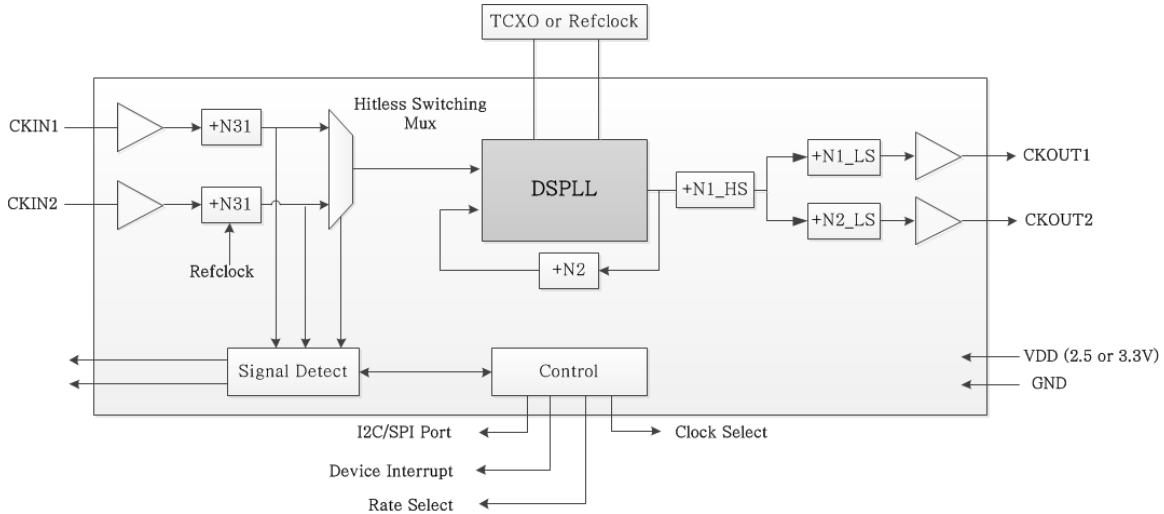 TCXO or Refclock
Hitless Switching
Mux
CKIN1
+N31
CKIN2
+N31
Refclock
DSPLL
+N2
+N1_HS
+N1_LS
+N2_LS
CKOUT1
CKOUT2
Signal Detect
Control
VDD (2.5 or 3.3V)
GND
I2C/SPI Port
Clock Select
Device Interrupt
Rate Select